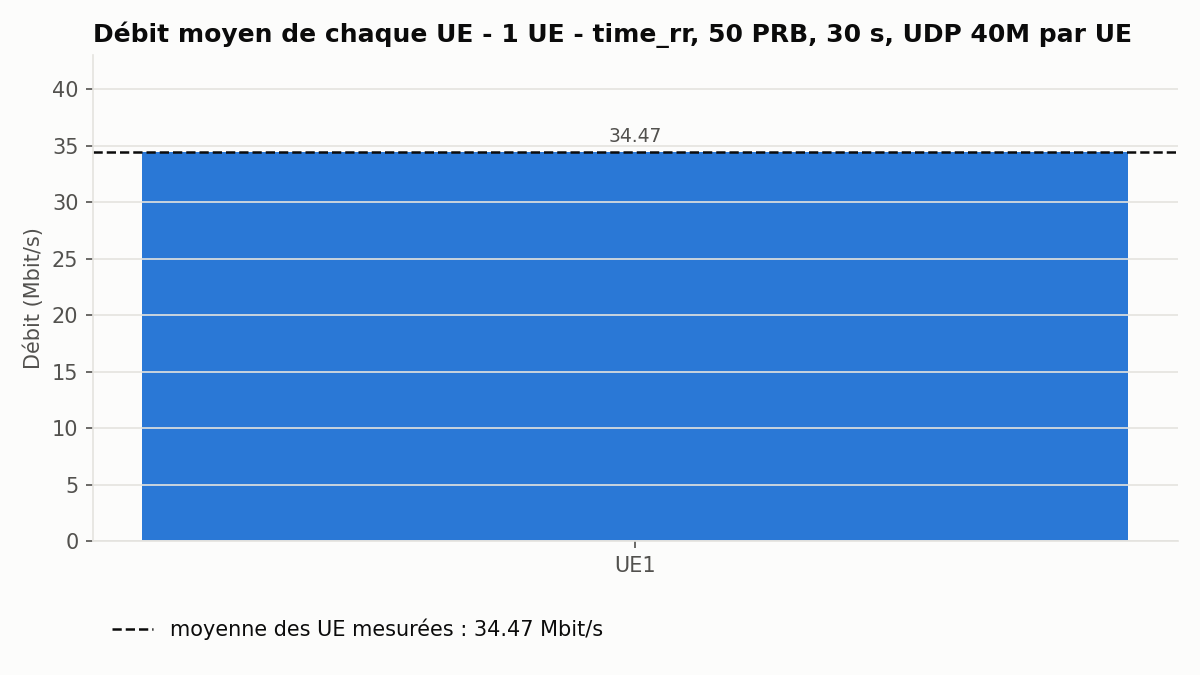 Débit moyen de chaque UE - 1 UE - time_rr, 50 PRB, 30 s, UDP 40M par UE
Débit (Mbit/s)
40
35
30
25
20
15
10
5
0
34.47
UE1
moyenne des UE mesurées : 34.47 Mbit/s